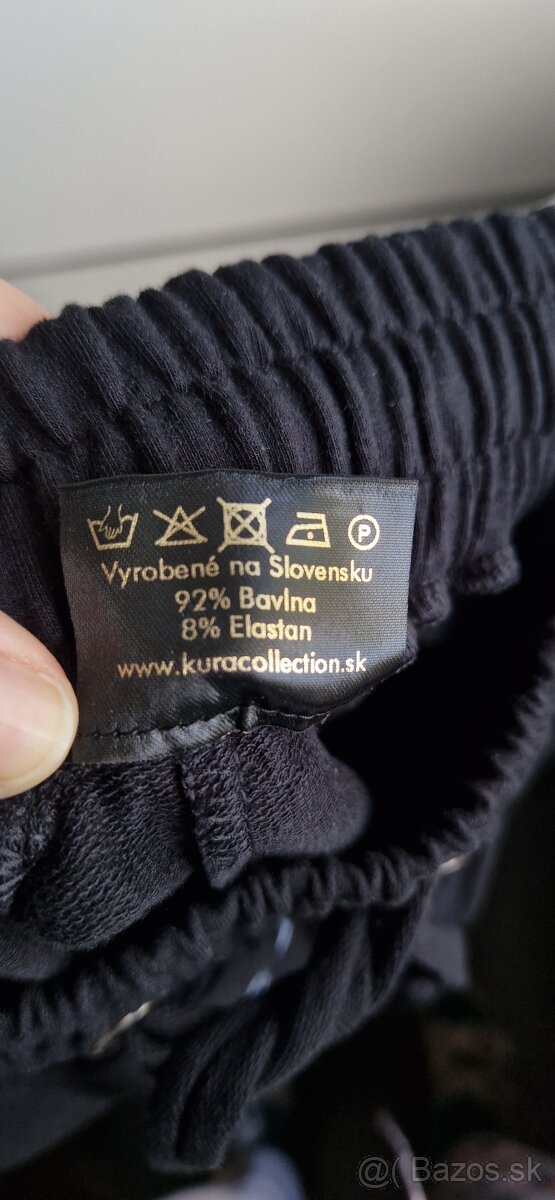 P
Vyrobené na Slovensku
92% Bavlna
8% Elastan
www.kuracollection.sk
@( Bazos.sk